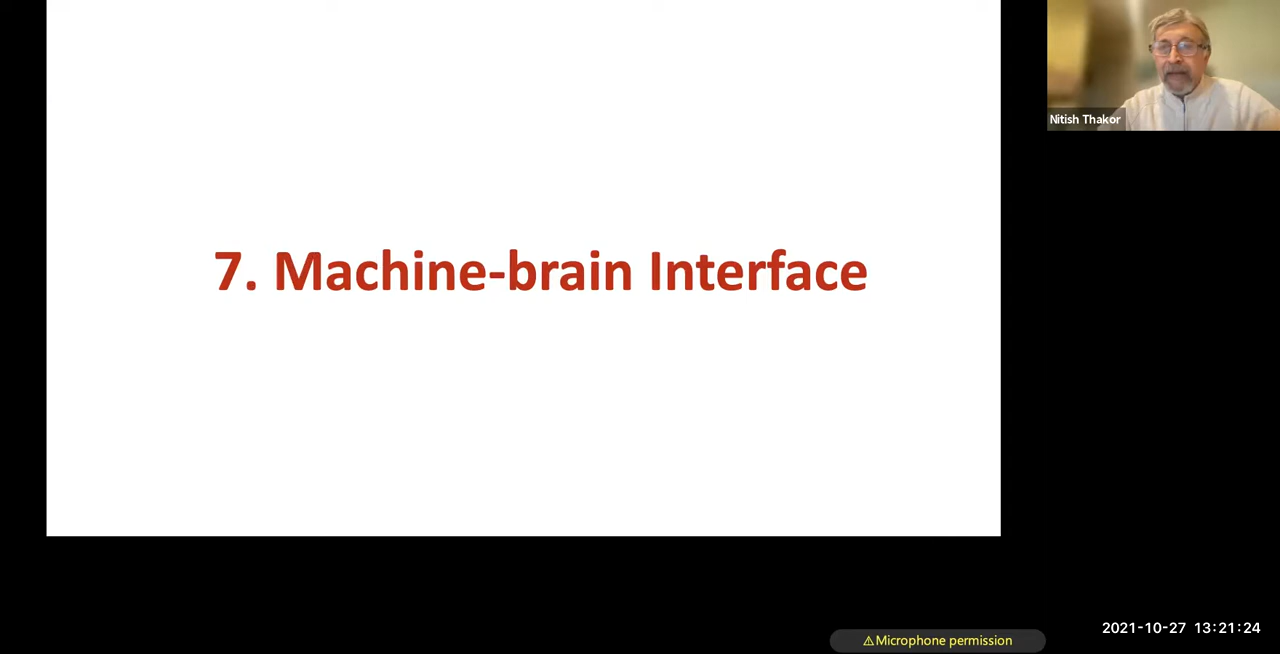 Nitish Thakor
7. Machine-brain Interface
2021-10-27 13:21:24
⚠Microphone permission